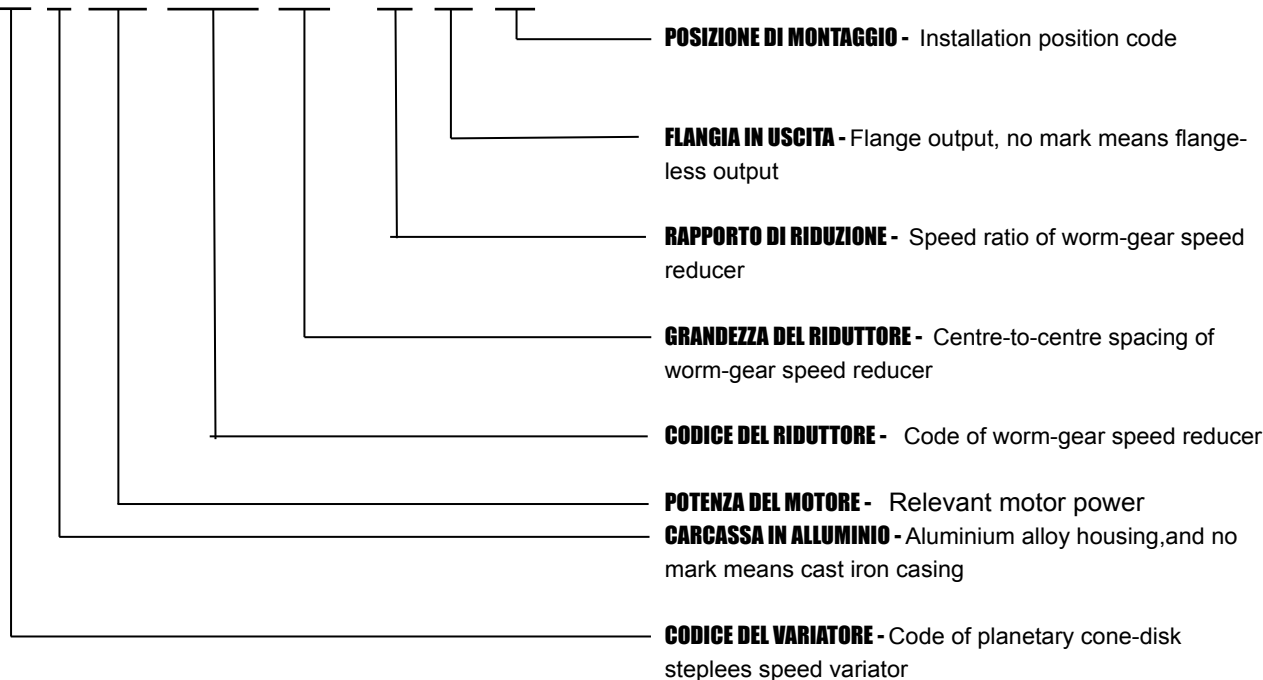 POSIZIONE DI MONTAGGIO - Installation position code
FLANGIA IN USCITA - Flange output, no mark means flange-
less output
RAPPORTO DI RIDUZIONE - Speed ratio of worm-gear speed
reducer
GRANDEZZA DEL RIDUTTORE - Centre-to-centre spacing of
worm-gear speed reducer
CODICE DEL RIDUTTORE - Code of worm-gear speed reducer
POTENZA DEL MOTORE - Relevant motor power
CARCASSA IN ALLUMINIO - Aluminium alloy housing,and no
mark means cast iron casing
CODICE DEL VARIATORE - Code of planetary cone-disk
steplees speed variator